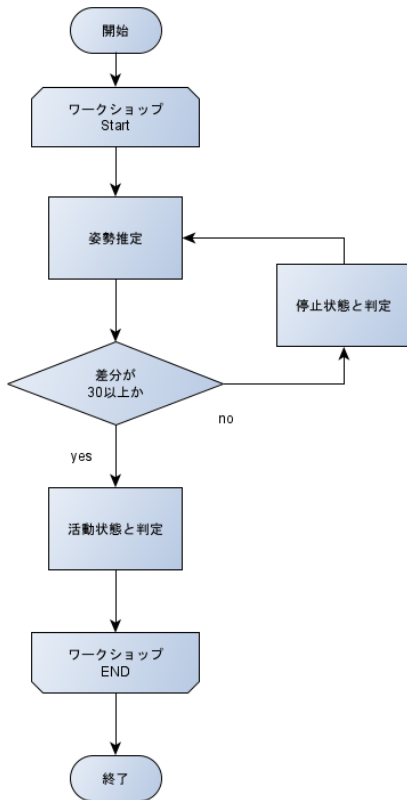 開始
ワークショップ
Start
姿勢推定
停止状態と判定
差分が
30以上か
no
yes
活動状態と判定
ワークショップ
END
終了